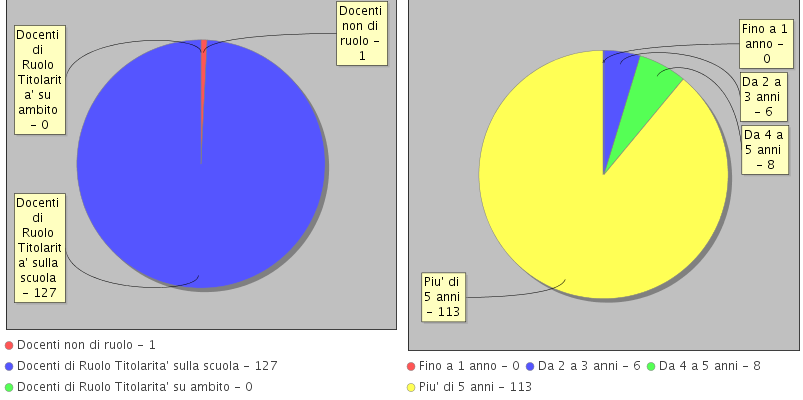 Docenti
di
Ruolo
Titolarit
a' su
ambito
- 0
Docenti
non di
ruolo -
1
Docenti
di
Ruolo
Titolarit
a' sulla
scuola
- 127
Docenti non di ruolo - 1
Docenti di Ruolo Titolarita' sulla scuola - 127
Docenti di Ruolo Titolarita' su ambito - 0
Fino a 1
anno -
0
Da 2 a
3 anni
- 6
Da 4 a
5 anni
- 8
Piu' di
5 anni
- 113
Fino a 1 anno - 0 Da 2 a 3 anni - 6 Da 4 a 5 anni - 8
Piu' di 5 anni - 113